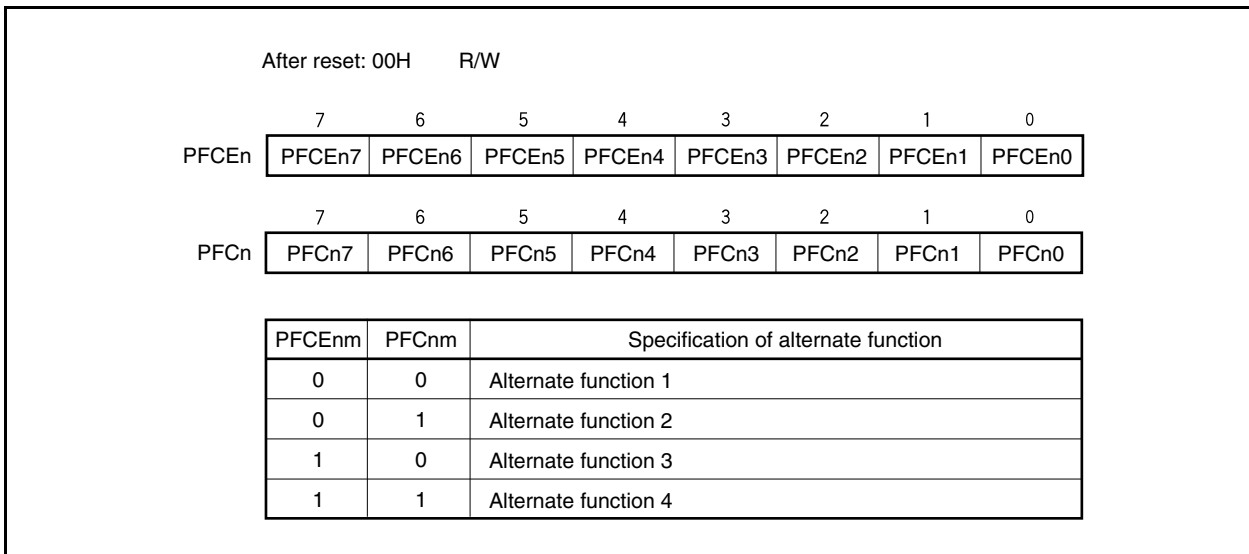 After reset: 00H R/W
7 6 5 4 3 2 1 0
PFCEn PFCEn7 PFCEn6 PFCEn5 PFCEn4 PFCEn3 PFCEn2 PFCEn1 PFCEn0
7 6 5 4 3 2 1 0
PFCn PFCn7 PFCn6 PFCn5 PFCn4 PFCn3 PFCn2 PFCn1 PFCn0
PFCEnm PFCnm Specification of alternate function
0 0 Alternate function 1
0 1 Alternate function 2
1 0 Alternate function 3
1 1 Alternate function 4